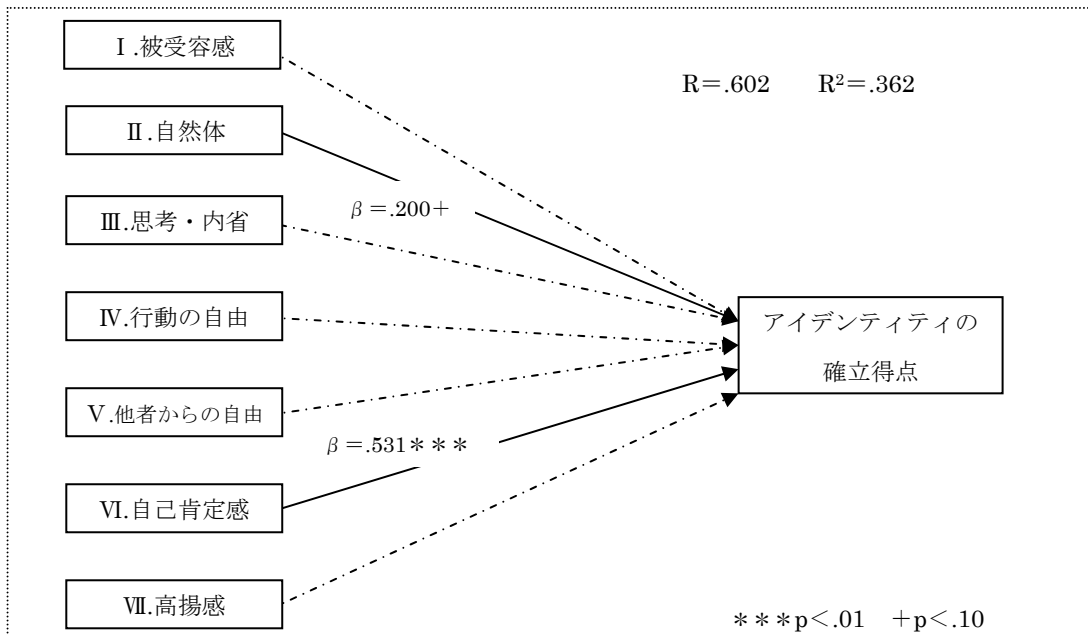 Ⅰ.被受容感
R=.602 R²=.362
Ⅱ.自然体
β=.200+
Ⅲ.思考・内省
Ⅳ.行動の自由
アイデンティティの
確立得点
Ⅴ.他者からの自由
β=.531＊＊＊
Ⅵ.自己肯定感
Ⅶ.高揚感
＊＊＊p<.01 +p<.10